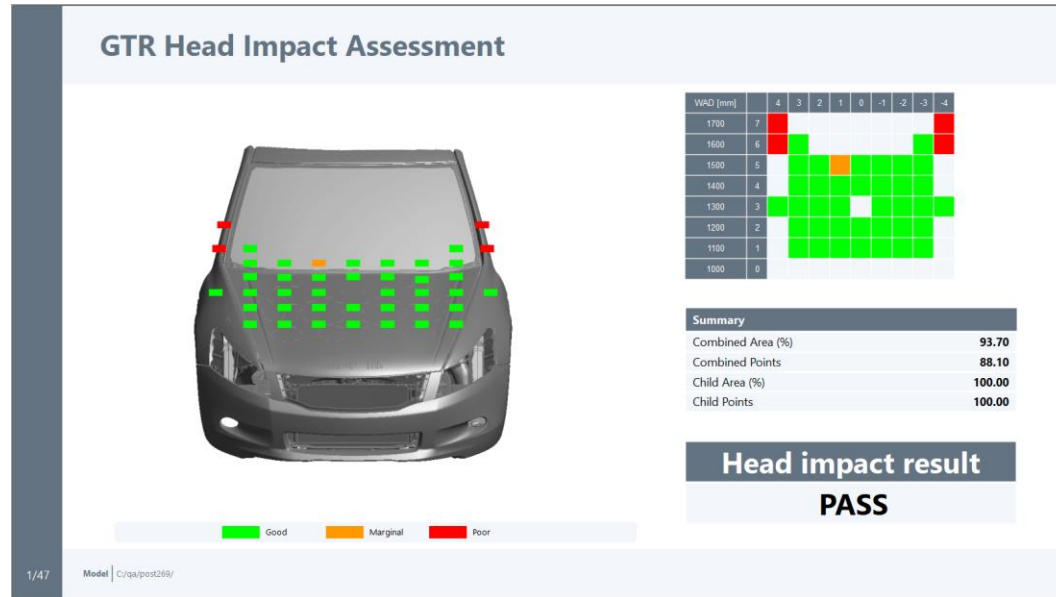 GTR Head Impact Assessment
WAD [mm] 4 3 2 1 0 -1 -2 -3 -4
1700 7
1600 6
1500 5
1400 4
1300 3
1200 2
1100 1
1000 0
Summary
Combined Area (%) 93.70
Combined Points 88.10
Child Area (%) 100.00
Child Points 100.00
Head impact result
PASS
Good Marginal Poor
1/47 Model C:/qa/post269/